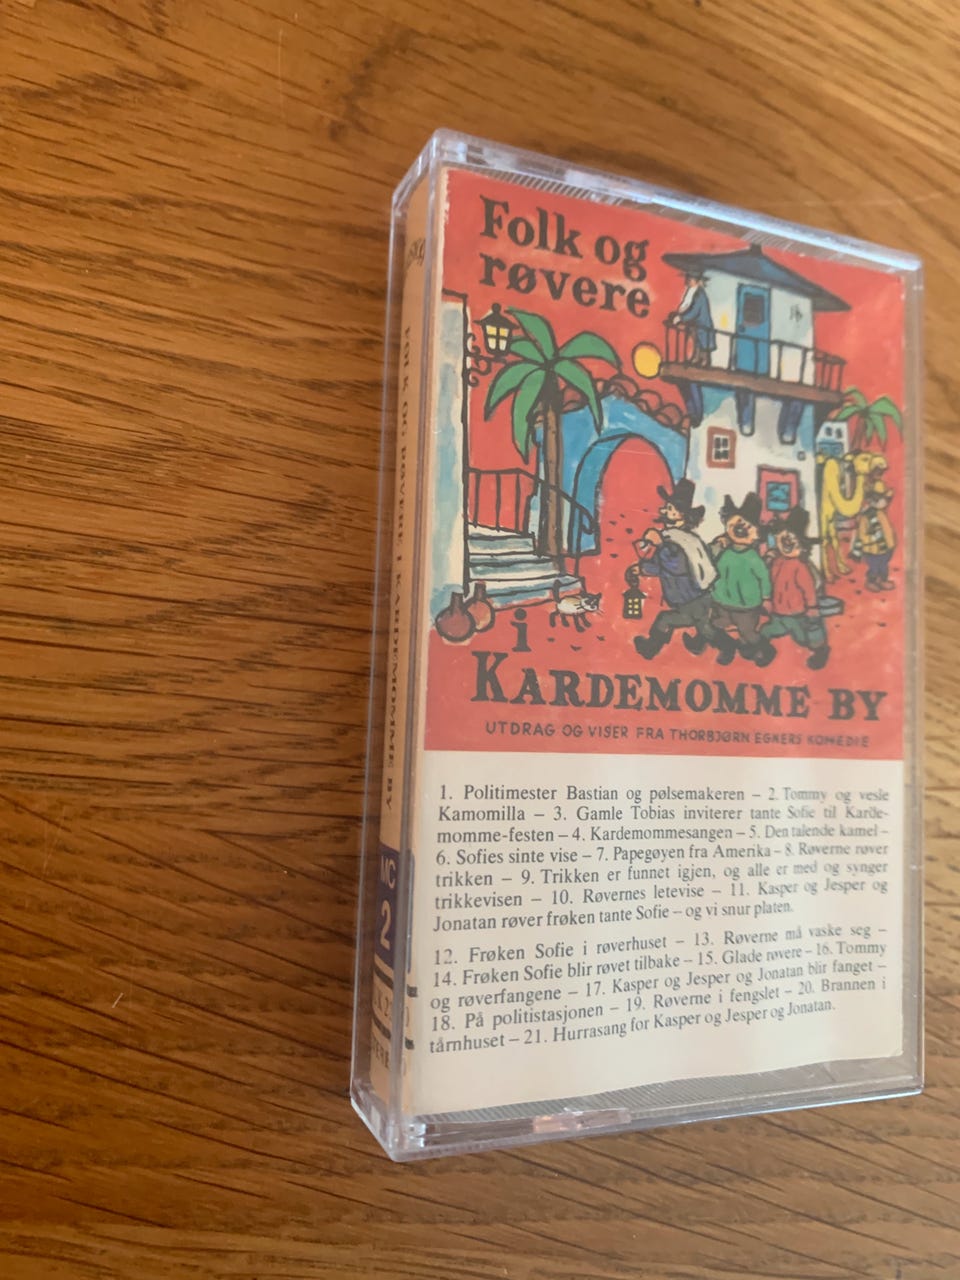 Folk og
røvere
i
KARDEMOMME BY
UTDRAG OG VISER FRA THORBJØRN EGNERS KOMEDIE
1. Politimester Bastian og pølsemakeren – 2. Tommy og vesle
Kamomilla – 3. Gamle Tobias inviterer tante Sofie til Karde-
momme-festen – 4. Kardemommesangen – 5. Den talende kamel –
6. Sofies sinte vise – 7. Papegøyen fra Amerika – 8. Røverne røver
trikken – 9. Trikken er funnet igjen, og alle er med og synger
trikkevisen – 10. Røvernes letevise – 11. Kasper og Jesper og
Jonatan røver frøken tante Sofie – og vi snur platen.
12. Frøken Sofie i røverhuset – 13. Røverne må vaske seg –
14. Frøken Sofie blir røvet tilbake – 15. Glade røvere – 16. Tommy
og røverfangene – 17. Kasper og Jesper og Jonatan blir fanget –
18. På politistasjonen – 19. Røverne i fengslet – 20. Brannen i
tårnhuset – 21. Hurrasang for Kasper og Jesper og Jonatan.
FOLK OG RØVERE I KARDEMOMME BY
MC
2